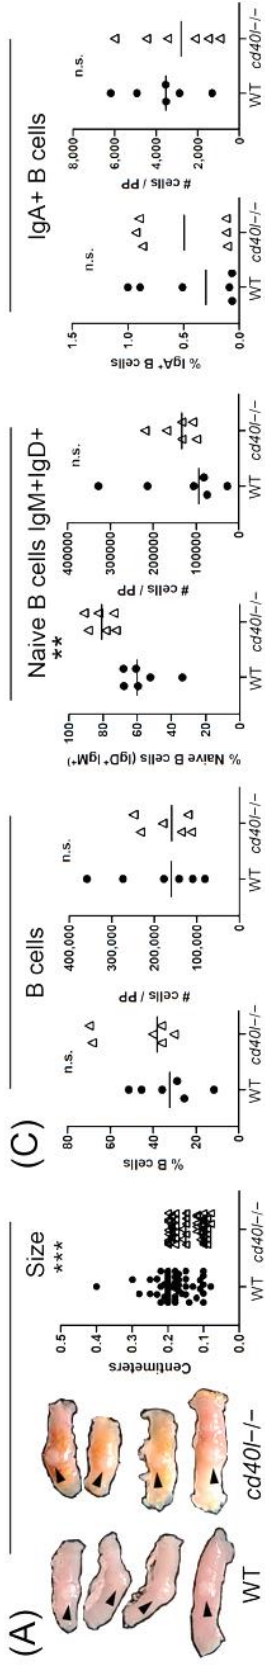 (A)
WT
cd40l−/−
Size
***
Centimeters
0.5
0.4
0.3
0.2
0.1
0.0
WT
cd40l−/−
(C)
B cells
n.s.
% B cells
80
60
40
20
0
WT
cd40l−/−
n.s.
# cells / PP
400,000
300,000
200,000
100,000
0
WT
cd40l−/−
Naive B cells IgM+IgD+
**
% Naive B cells (IgD⁺IgM⁺)
100
80
60
40
20
0
WT
cd40l−/−
n.s.
# cells / PP
400000
300000
200000
100000
0
WT
cd40l−/−
IgA+ B cells
n.s.
% IgA⁺ B cells
1.5
1.0
0.5
0.0
WT
cd40l−/−
n.s.
# cells / PP
8,000
6,000
4,000
2,000
0
WT
cd40l−/−